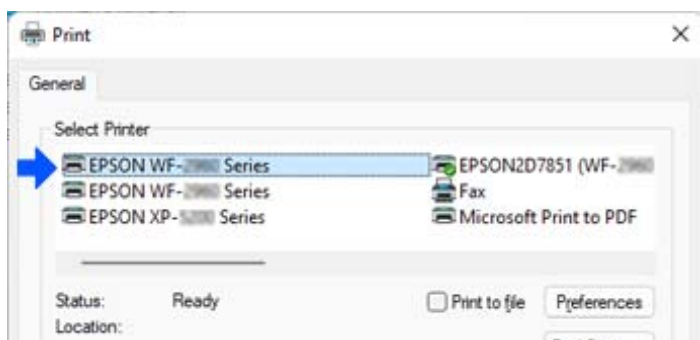 Print
General
Select Printer
EPSON WF- Series
EPSON WF- Series
EPSON XP- Series
EPSON2D7851 (WF-
Fax
Microsoft Print to PDF
Status: Ready
Print to file
Preferences
Location: